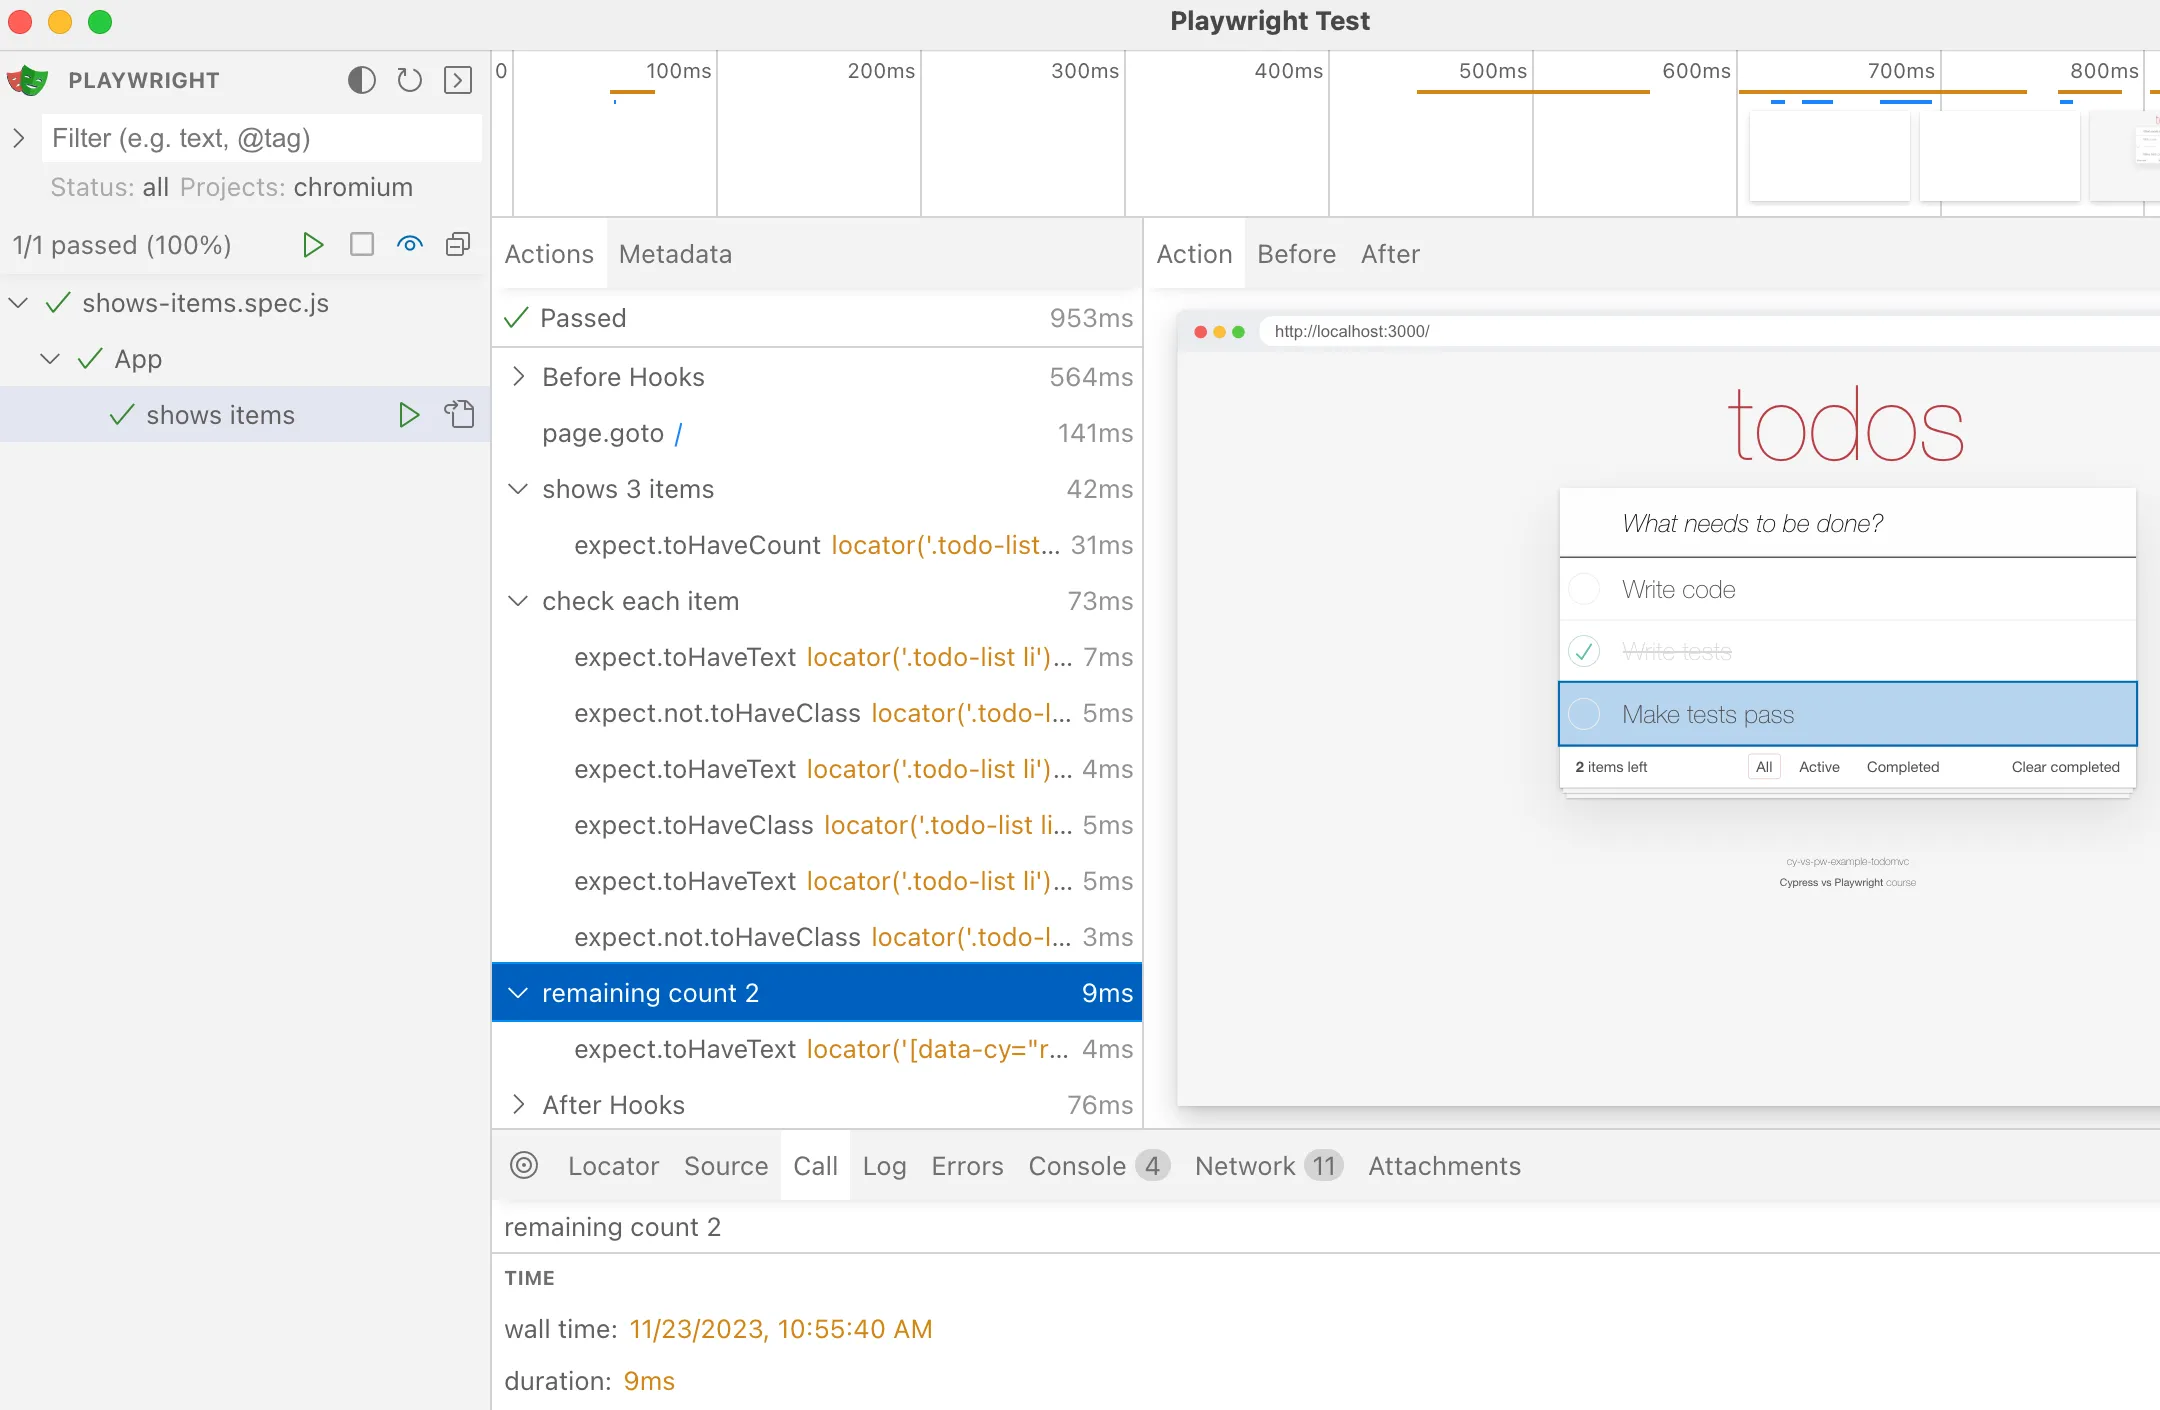 Playwright Test
PLAYWRIGHT
Filter (e.g. text, @tag)
Status: all Projects: chromium
1/1 passed (100%)
shows-items.spec.js
App
shows items
0 100ms 200ms 300ms 400ms 500ms 600ms 700ms 800ms
Actions Metadata
Passed 953ms
Before Hooks 564ms
page.goto / 141ms
shows 3 items 42ms
expect.toHaveCount locator('.todo-list... 31ms
check each item 73ms
expect.toHaveText locator('.todo-list li')... 7ms
expect.not.toHaveClass locator('.todo-l... 5ms
expect.toHaveText locator('.todo-list li')... 4ms
expect.toHaveClass locator('.todo-list li... 5ms
expect.toHaveText locator('.todo-list li')... 5ms
expect.not.toHaveClass locator('.todo-l... 3ms
remaining count 2 9ms
expect.toHaveText locator('[data-cy="r... 4ms
After Hooks 76ms
Action Before After
http://localhost:3000/
todos
What needs to be done?
Write code
Write tests
Make tests pass
2 items left All Active Completed Clear completed
cy-vs-pw-example-todomvc
Cypress vs Playwright course
Locator Source Call Log Errors Console 4 Network 11 Attachments
remaining count 2
TIME
wall time: 11/23/2023, 10:55:40 AM
duration: 9ms